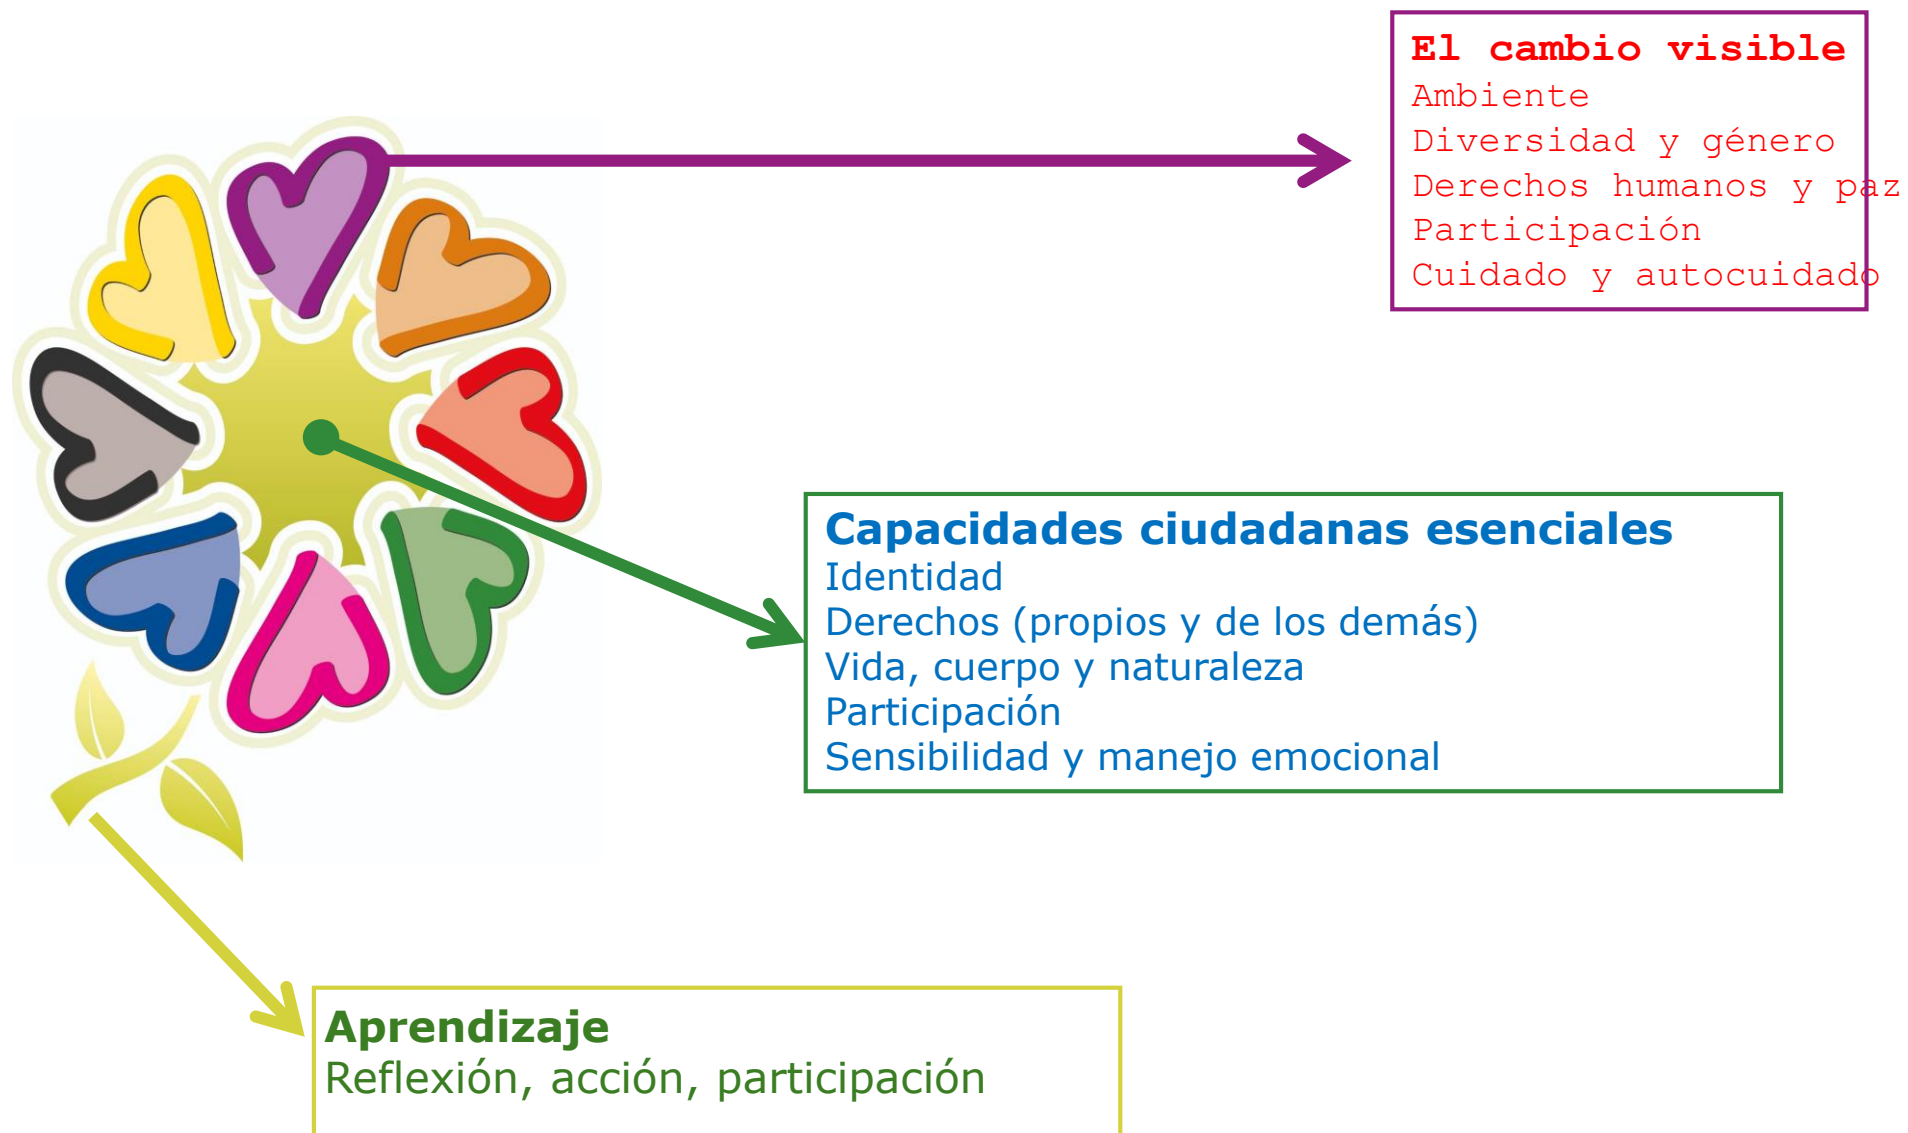 El cambio visible
Ambiente
Diversidad y género
Derechos humanos y paz
Participación
Cuidado y autocuidado
Capacidades ciudadanas esenciales
Identidad
Derechos (propios y de los demás)
Vida, cuerpo y naturaleza
Participación
Sensibilidad y manejo emocional
Aprendizaje
Reflexión, acción, participación